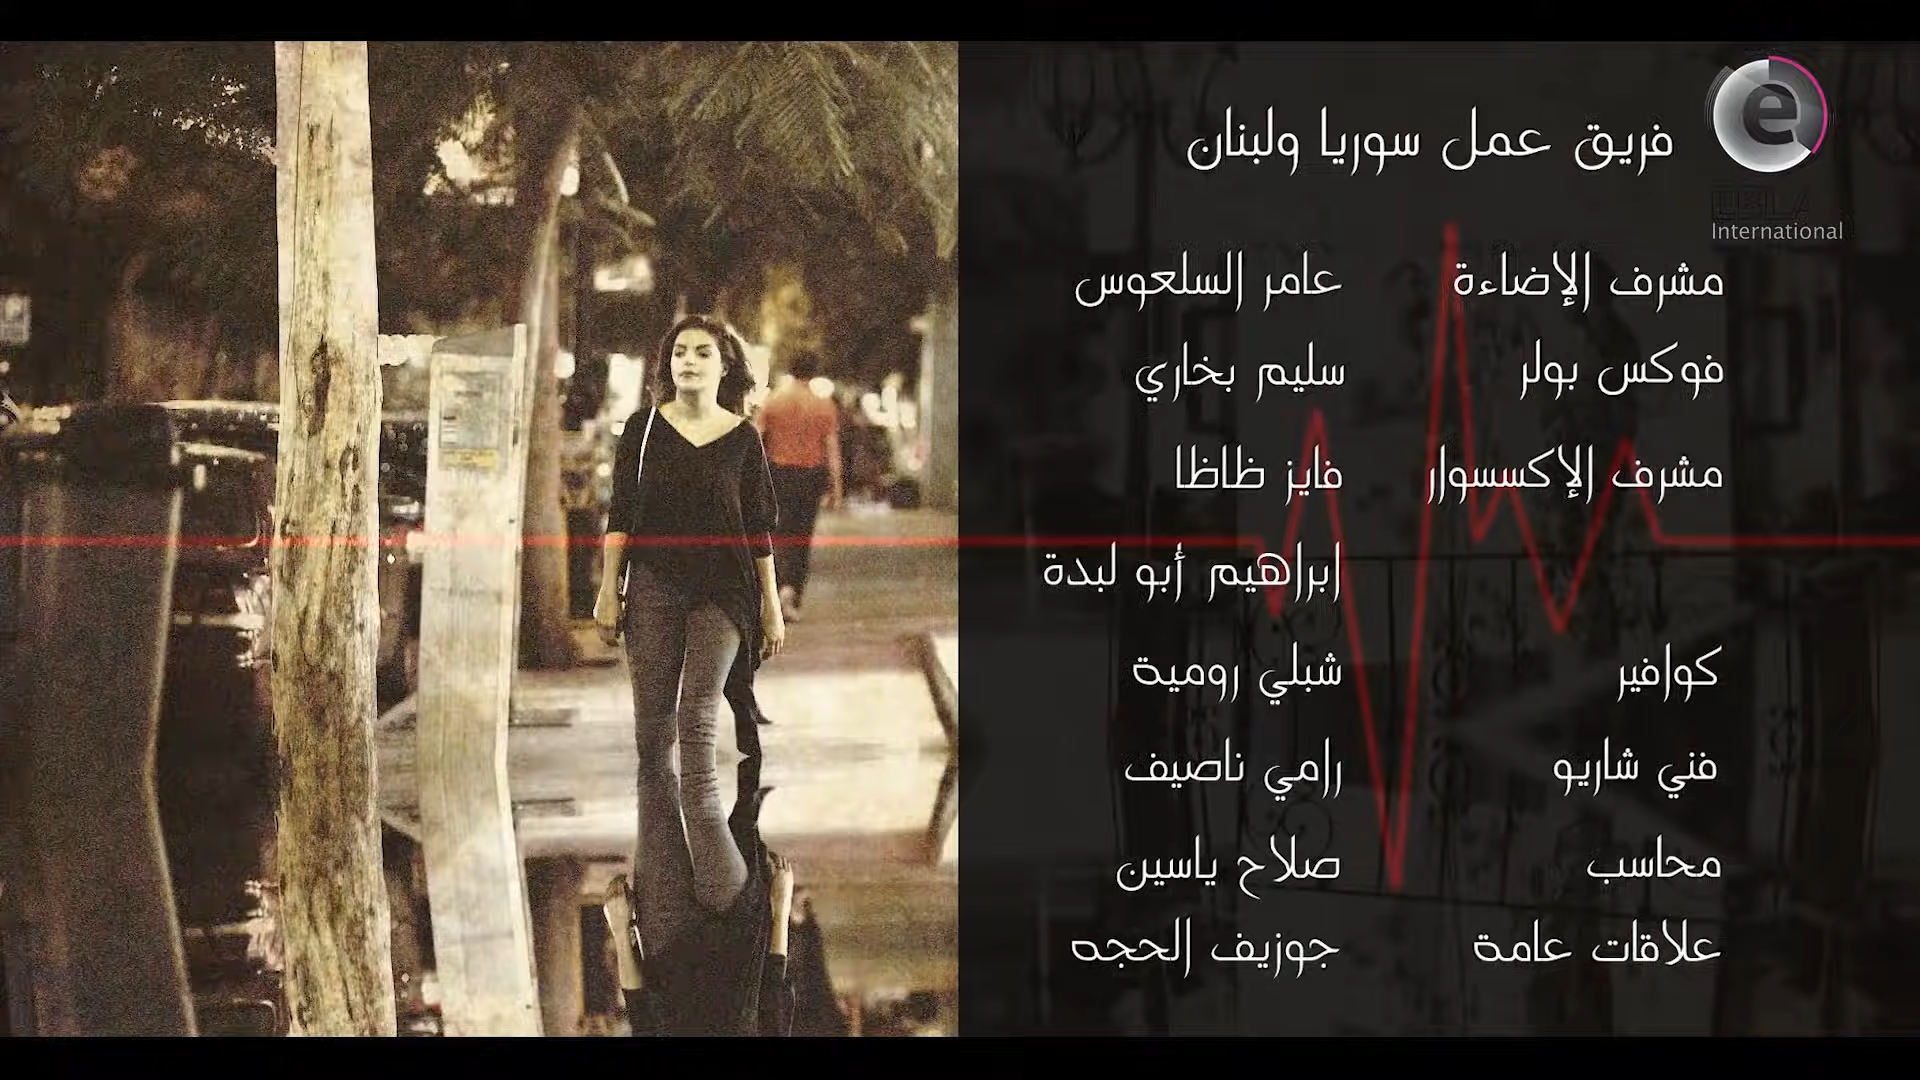 فريق عمل سوريا ولبنان
International
مشرف الإضاءة عامر السلعوس
فوكس بولر سليم بخاري
مشرف الإكسسوار فايز ظاظا
إبراهيم أبو لبدة
كوافير شبلي رومية
فني شاريو رامي ناصيف
محاسب صلاح ياسين
علاقات عامة جوزيف الحجه